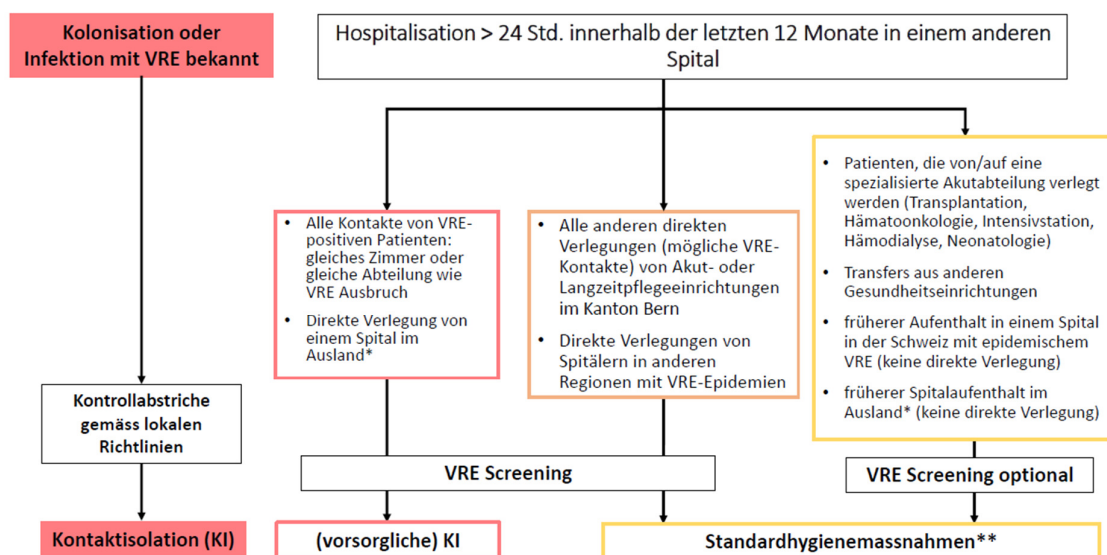 Kolonisation oder
Infektion mit VRE bekannt
Hospitalisation > 24 Std. innerhalb der letzten 12 Monate in einem anderen
Spital
• Alle Kontakte von VRE-
positiven Patienten:
gleiches Zimmer oder
gleiche Abteilung wie
VRE Ausbruch
• Direkte Verlegung von
einem Spital im
Ausland*
• Alle anderen direkten
Verlegungen (mögliche VRE-
Kontakte) von Akut- oder
Langzeitpflegeeinrichtungen
im Kanton Bern
• Direkte Verlegungen von
Spitälern in anderen
Regionen mit VRE-Epidemien
• Patienten, die von/auf eine
spezialisierte Akutabteilung verlegt
werden (Transplantation,
Hämatoonkologie, Intensivstation,
Hämodialyse, Neonatologie)
• Transfers aus anderen
Gesundheitseinrichtungen
• früherer Aufenthalt in einem Spital
in der Schweiz mit epidemischem
VRE (keine direkte Verlegung)
• früherer Spitalaufenthalt im
Ausland* (keine direkte Verlegung)
Kontrollabstriche
gemäss lokalen
Richtlinien
VRE Screening
VRE Screening optional
Kontaktisolation (KI)
(vorsorgliche) KI
Standardhygienemassnahmen**